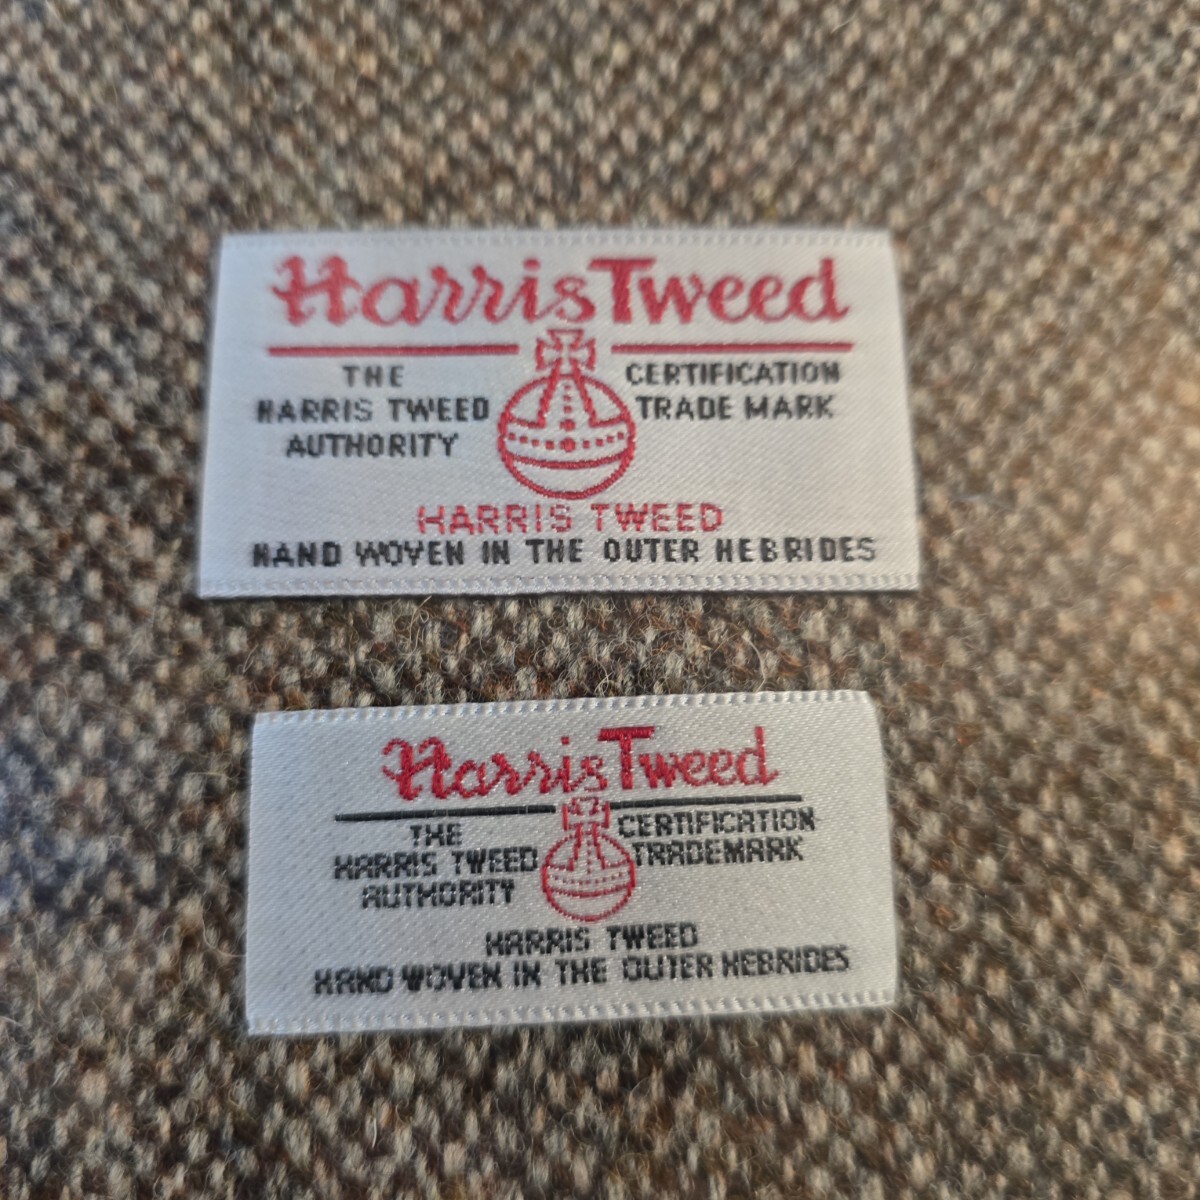 Harris Tweed
THE
HARRIS TWEED
AUTHORITY
CERTIFICATION
TRADE MARK
HARRIS TWEED
HAND WOVEN IN THE OUTER HEBRIDES
Harris Tweed
THE
HARRIS TWEED
AUTHORITY
CERTIFICATION
TRADEMARK
HARRIS TWEED
HAND WOVEN IN THE OUTER HEBRIDES